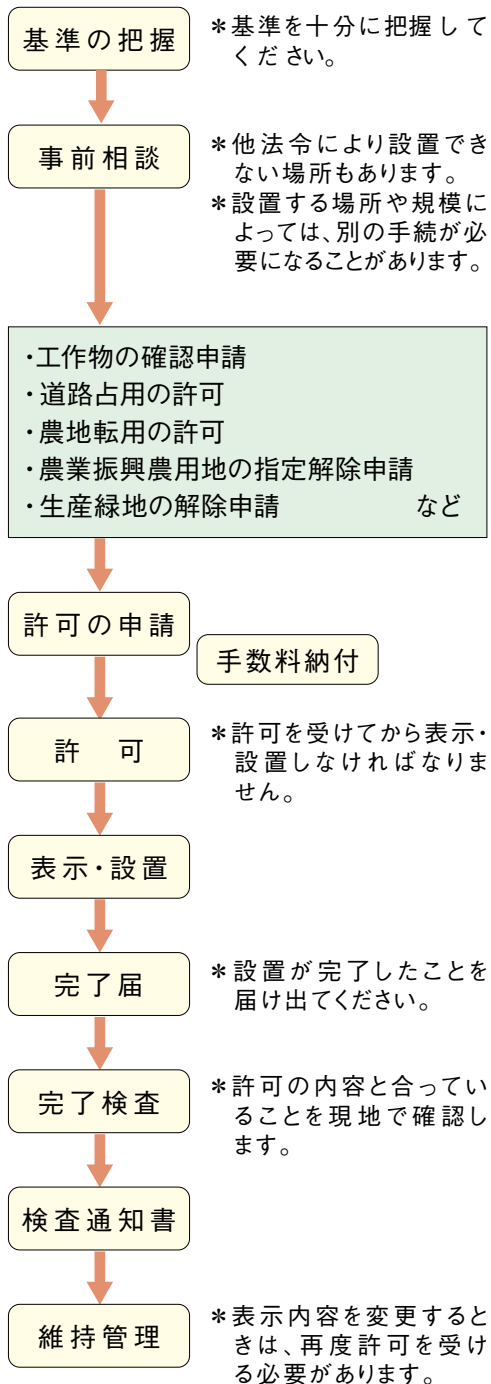 基準の把握
＊基準を十分に把握して
ください。
事前相談
＊他法令により設置でき
ない場所もあります。
＊設置する場所や規模に
よっては、別の手続が必
要になることがあります。
・工作物の確認申請
・道路占用の許可
・農地転用の許可
・農業振興農用地の指定解除申請
・生産緑地の解除申請　　　　　など
許可の申請
手数料納付
許　可
＊許可を受けてから表示・
設置しなければなりま
せん。
表示・設置
完了届
＊設置が完了したことを
届け出てください。
完了検査
＊許可の内容と合ってい
ることを現地で確認し
ます。
検査通知書
維持管理
＊表示内容を変更すると
きは、再度許可を受け
る必要があります。